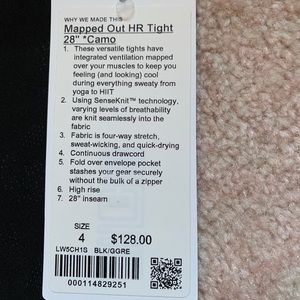 WHY WE MADE THIS
Mapped Out HR Tight
28" *Camo
1. These versatile tights have
integrated ventilation mapped
over your muscles to keep you
feeling (and looking) cool
during everything sweaty from
yoga to HIIT
2. Using SenseKnit™ technology,
varying levels of breathability
are knit seamlessly into the
fabric
3. Fabric is four-way stretch,
sweat-wicking, and quick-drying
4. Continuous drawcord
5. Fold over envelope pocket
stashes your gear securely
without the bulk of a zipper
6. High rise
7. 28" inseam
SIZE
4 $128.00
LW5CH1S BLK/GGRE
000114829251